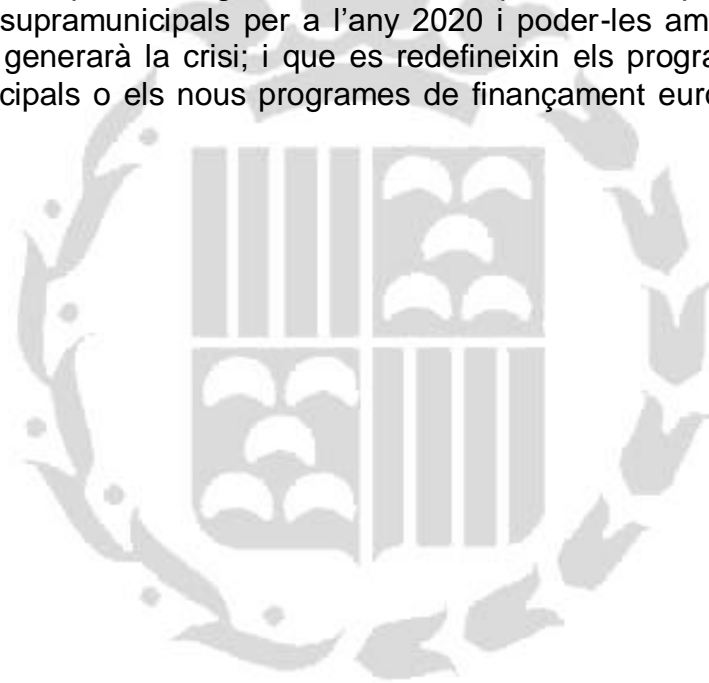 supramunicipals per a l'any 2020 i poder-les am
generarà la crisi; i que es redefineixin els progra
cipals o els nous programes de finançament euro